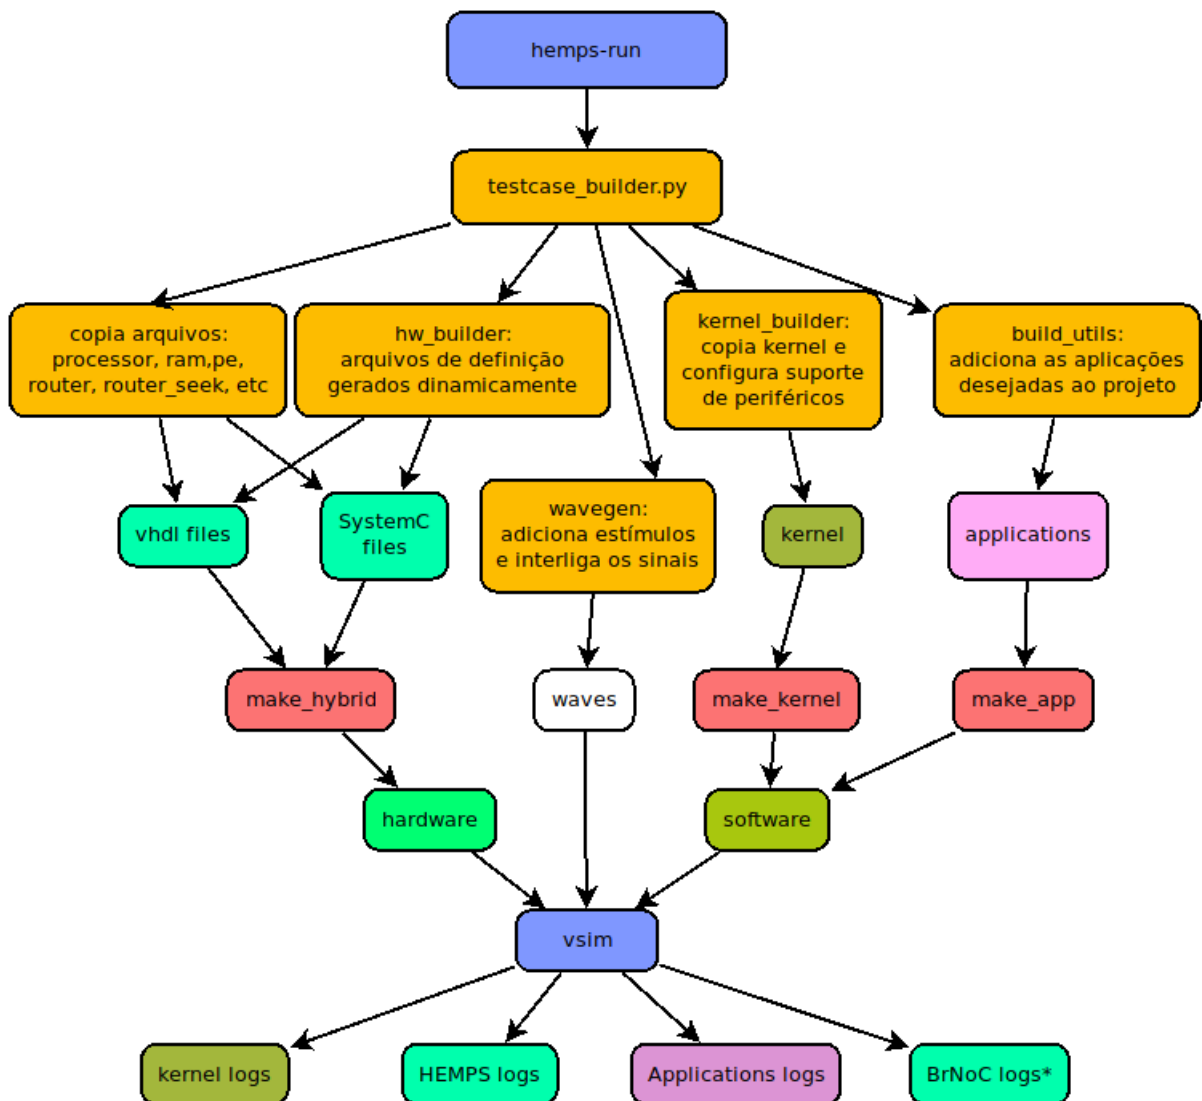 hemps-run
testcase_builder.py
copia arquivos:
processor, ram,pe,
router, router_seek, etc
hw_builder:
arquivos de definição
gerados dinamicamente
kernel_builder:
copia kernel e
configura suporte
de periféricos
build_utils:
adiciona as aplicações
desejadas ao projeto
vhdl files
SystemC
files
wavegen:
adiciona estímulos
e interliga os sinais
kernel
applications
make_hybrid
waves
make_kernel
make_app
hardware
software
vsim
kernel logs
HEMPS logs
Applications logs
BrNoC logs*